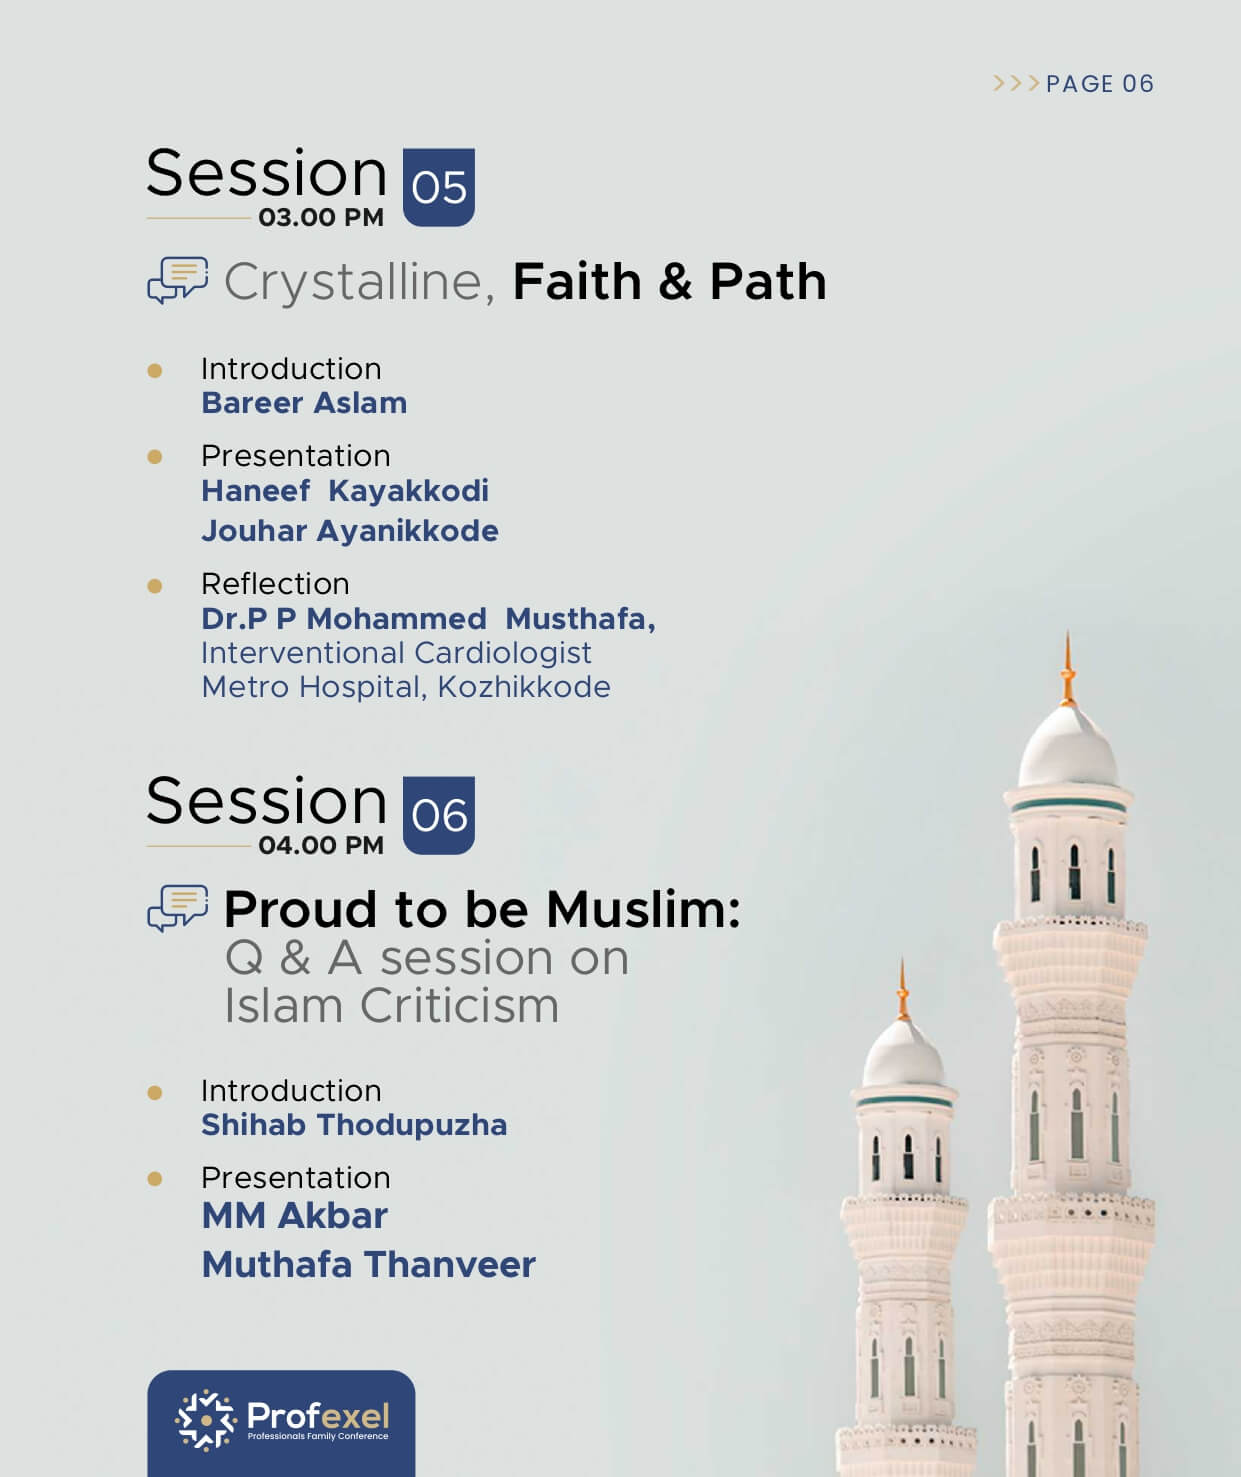 >>> PAGE 06
Session 05
03.00 PM
Crystalline, Faith & Path
Introduction
Bareer Aslam
Presentation
Haneef Kayakkodi
Jouhar Ayanikkode
Reflection
Dr.P P Mohammed Musthafa,
Interventional Cardiologist
Metro Hospital, Kozhikkode
Session 06
04.00 PM
Proud to be Muslim:
Q & A session on
Islam Criticism
Introduction
Shihab Thodupuzha
Presentation
MM Akbar
Muthafa Thanveer
Profexel
Professionals Family Conference